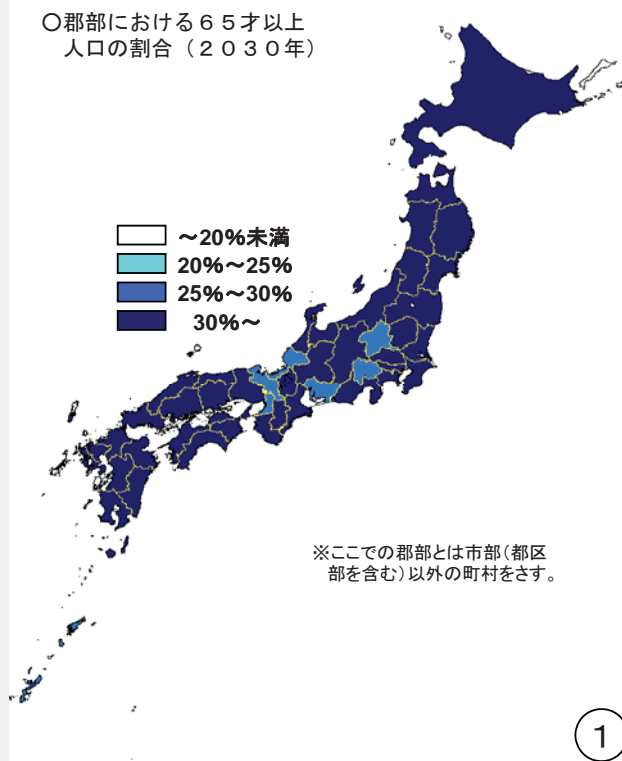 〇郡部における６５才以上
人口の割合（２０３０年）
～20%未満
20%～25%
25%～30%
30%～
※ここでの郡部とは市部(都区
部を含む)以外の町村をさす。
1